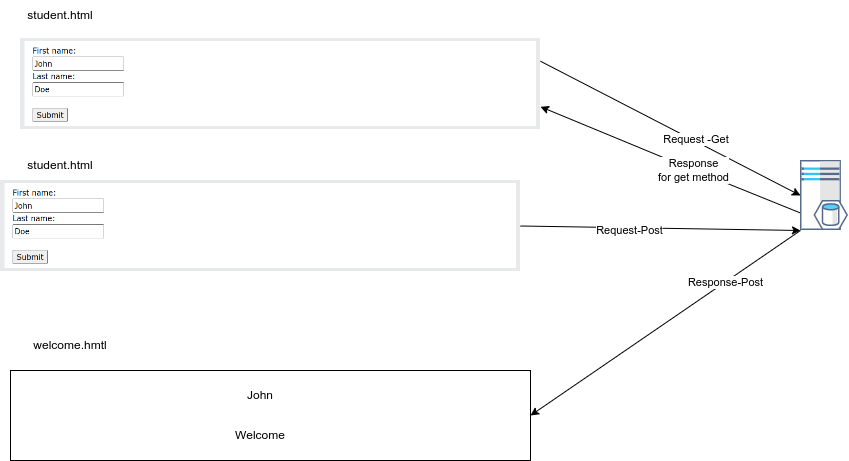 student.html
First name:
John
Last name:
Doe
Submit
Request -Get
Response
for get method
student.html
First name:
John
Last name:
Doe
Submit
Request-Post
Response-Post
welcome.hmtl
John
Welcome